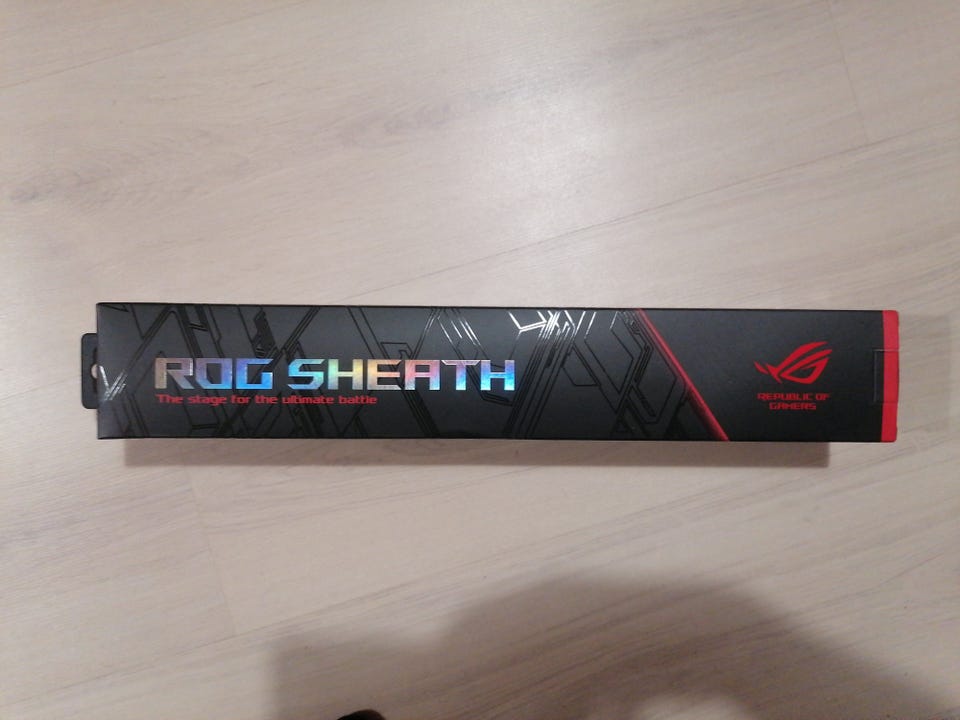 ROG SHEATH
The stage for the ultimate battle
REPUBLIC OF
GAMERS